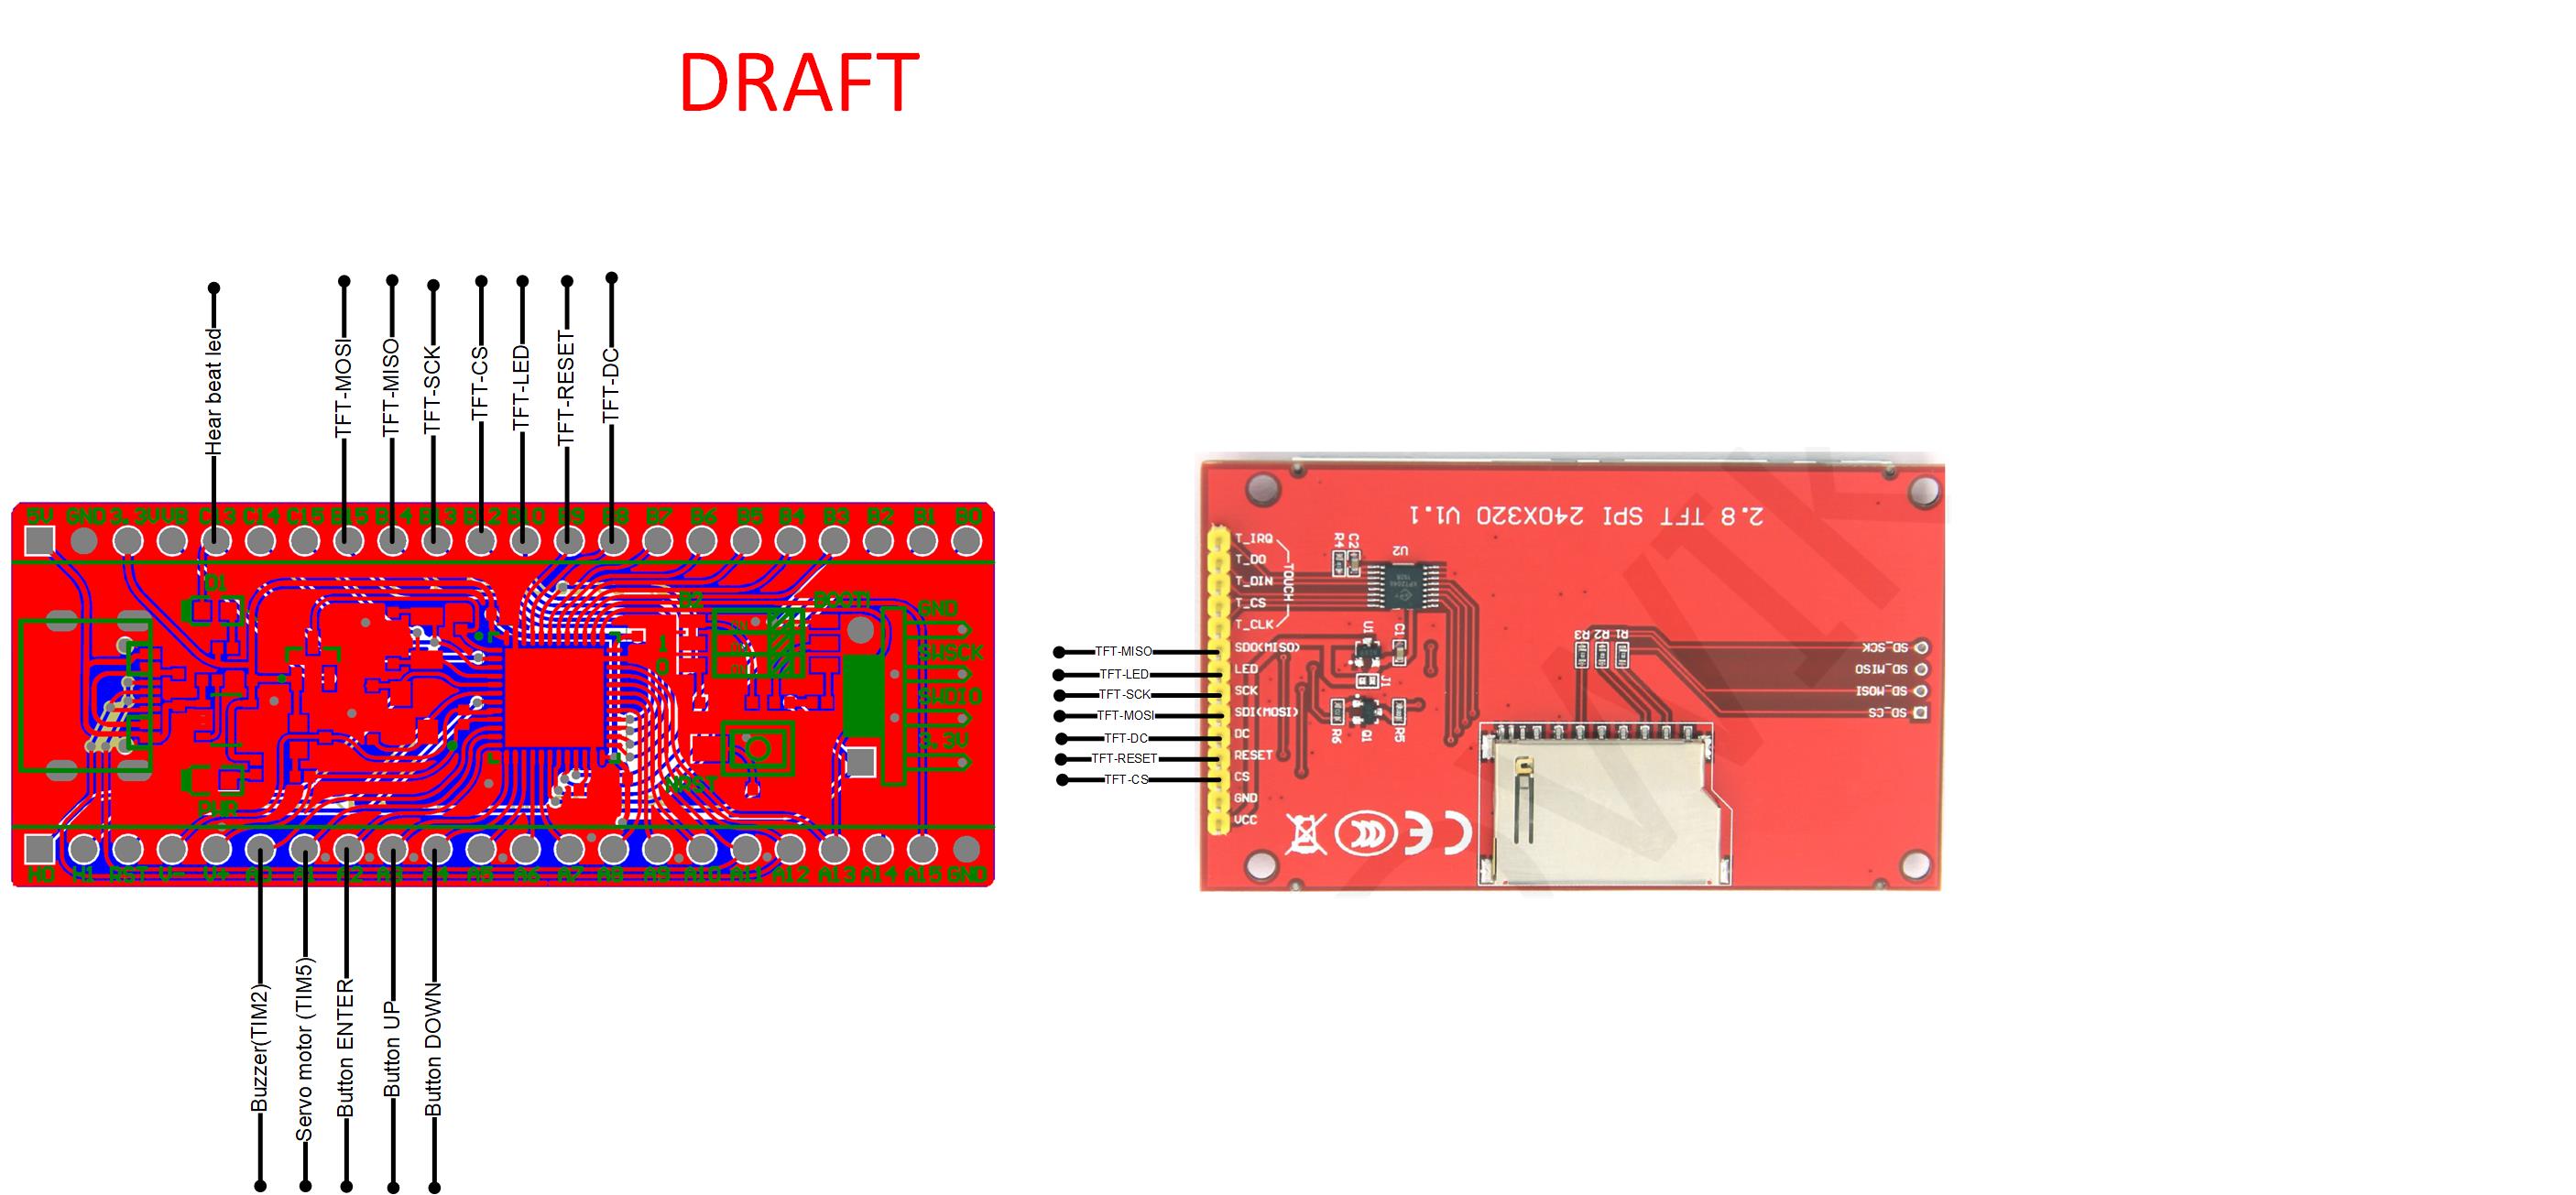 DRAFT
Hear beat led
TFT-MOSI
TFT-MISO
TFT-SCK
TFT-CS
TFT-LED
TFT-RESET
TFT-DC
5V GND 3.3V VB C13 C14 C15 B15 B14 B13 B12 B10 B9 B8 B7 B6 B5 B4 B3 B2 B1 B0
B2
BOOT1
GND
SWSCK
SWDIO
3.3V
1
0
NRST
PWR
RST V- V+ A0 A1 A2 A3 A4 A5 A6 A7 A8 A9 A10 A11 A12 A13 A14 A15 GND
Buzzer(TIM2)
Servo motor (TIM5)
Button ENTER
Button UP
Button DOWN
TFT-MISO
TFT-LED
TFT-SCK
TFT-MOSI
TFT-DC
TFT-RESET
TFT-CS
2.8 TFT SPI 240X320 V1.1
T_IRQ
T_DO
T_DIN
T_CS
T_CLK
TOUCH
SDO(MISO)
LED
SCK
SDI(MOSI)
DC
RESET
CS
GND
VCC
R4 C2
U2
U1
C1
J1
R6
Q1
R5
R3 R2 R1
SD_SCK
SD_MISO
SD_MOSI
SD_CS